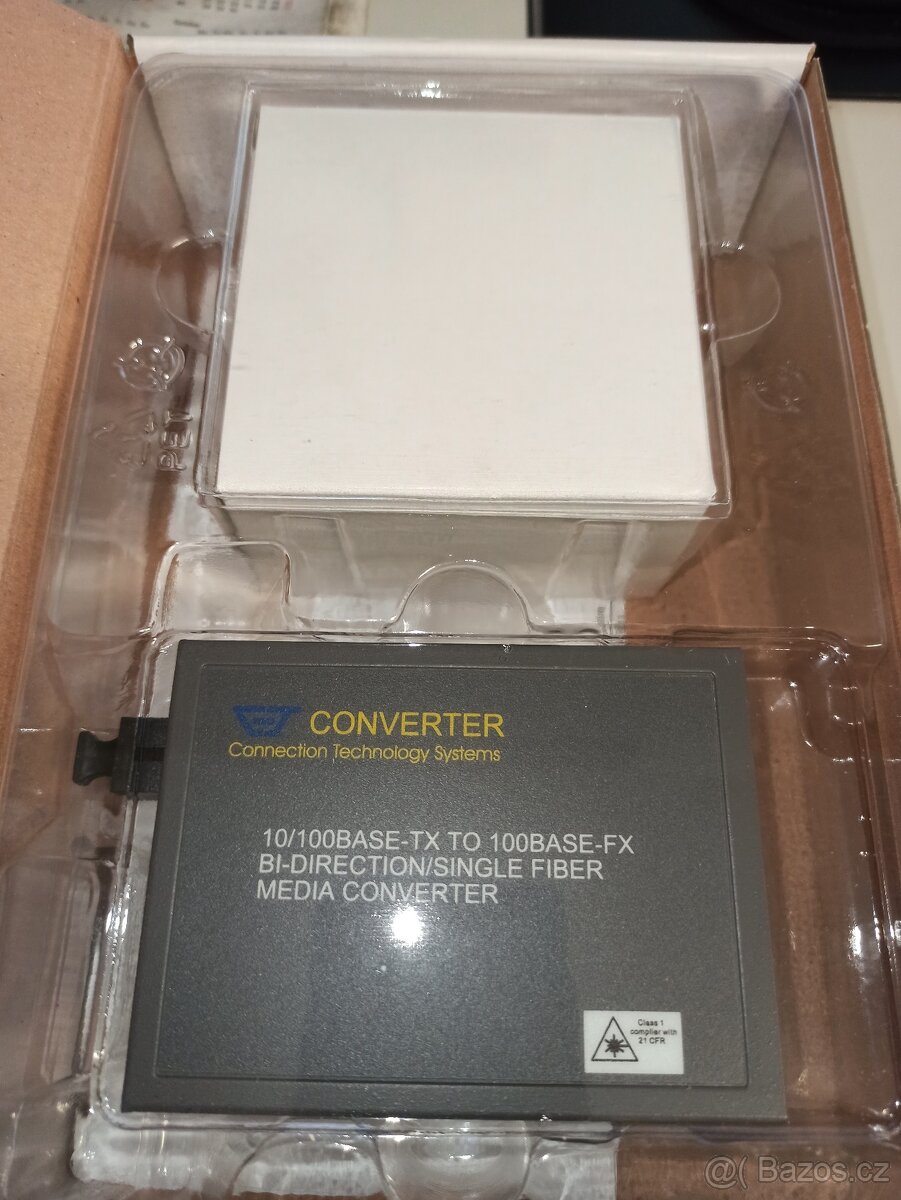 PET
CONVERTER
Connection Technology Systems
10/100BASE-TX TO 100BASE-FX
BI-DIRECTION/SINGLE FIBER
MEDIA CONVERTER
Class 1
complier with
21 CFR
@( Bazos.cz